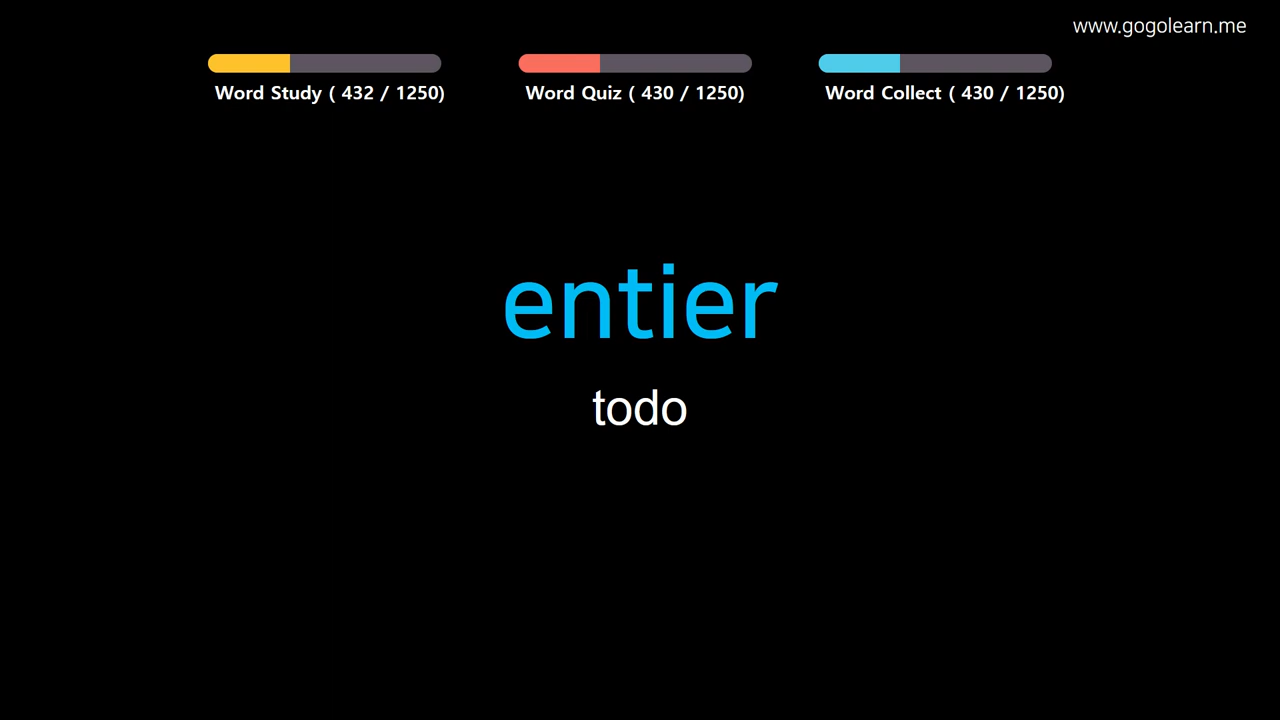 www.gogolearn.me
Word Study ( 432 / 1250)
Word Quiz ( 430 / 1250)
Word Collect ( 430 / 1250)
entier
todo